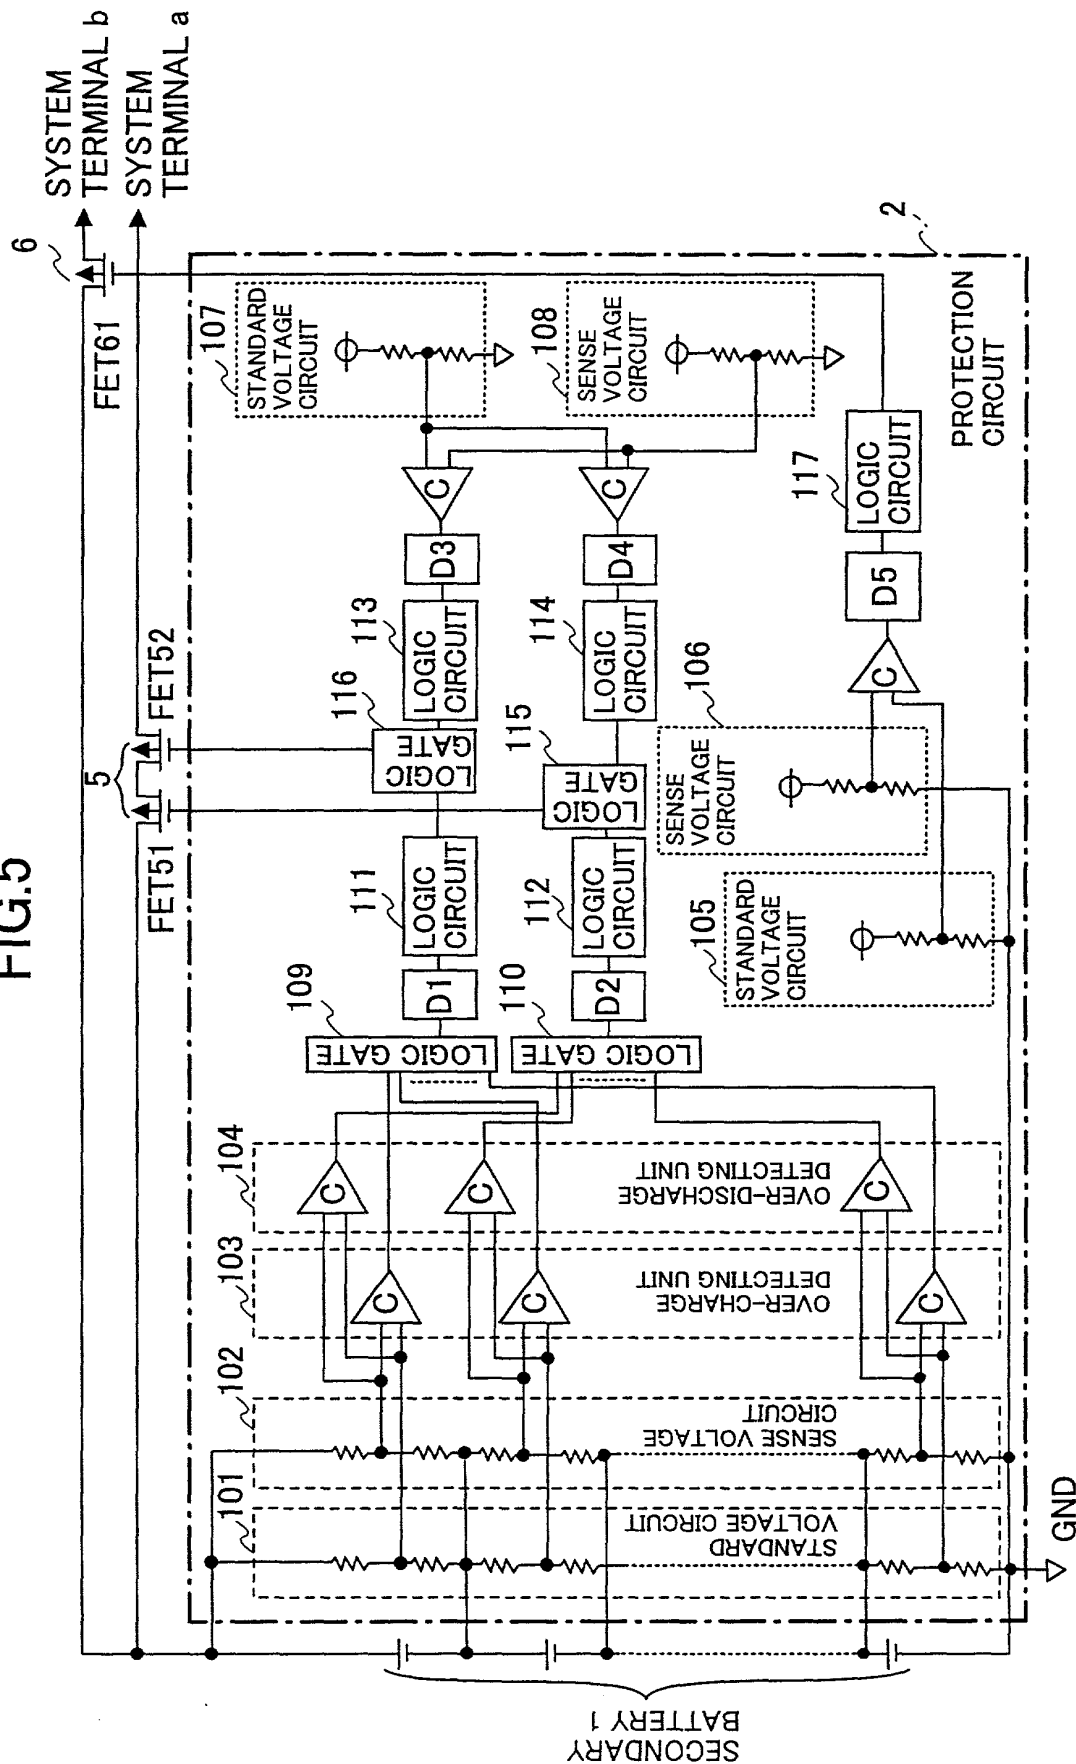 FIG.5
SYSTEM
TERMINAL b
SYSTEM
TERMINAL a
6
FET61
5
FET52
FET51
2
PROTECTION
CIRCUIT
107
STANDARD
VOLTAGE
CIRCUIT
108
SENSE
VOLTAGE
CIRCUIT
C
C
D3
D4
113
LOGIC
CIRCUIT
114
LOGIC
CIRCUIT
116
LOGIC
GATE
115
LOGIC
GATE
111
LOGIC
CIRCUIT
112
LOGIC
CIRCUIT
D1
D2
109
LOGIC GATE
110
LOGIC GATE
117
LOGIC
CIRCUIT
D5
C
106
SENSE
VOLTAGE
CIRCUIT
105
STANDARD
VOLTAGE
CIRCUIT
104
OVER-DISCHARGE
DETECTING UNIT
C
C
C
103
OVER-CHARGE
DETECTING UNIT
C
C
C
102
SENSE VOLTAGE
CIRCUIT
101
STANDARD
VOLTAGE CIRCUIT
GND
SECONDARY
BATTERY 1